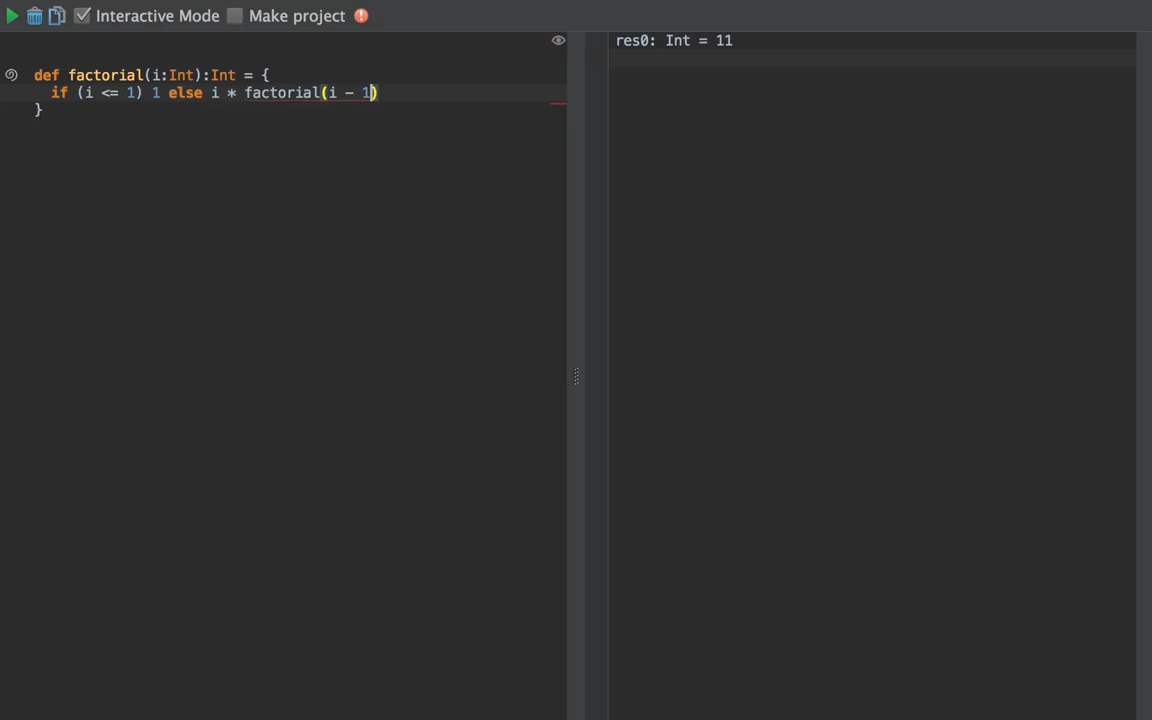 Interactive Mode Make project
res0: Int = 11
def factorial(i:Int):Int = {
  if (i <= 1) 1 else i * factorial(i - 1)
}